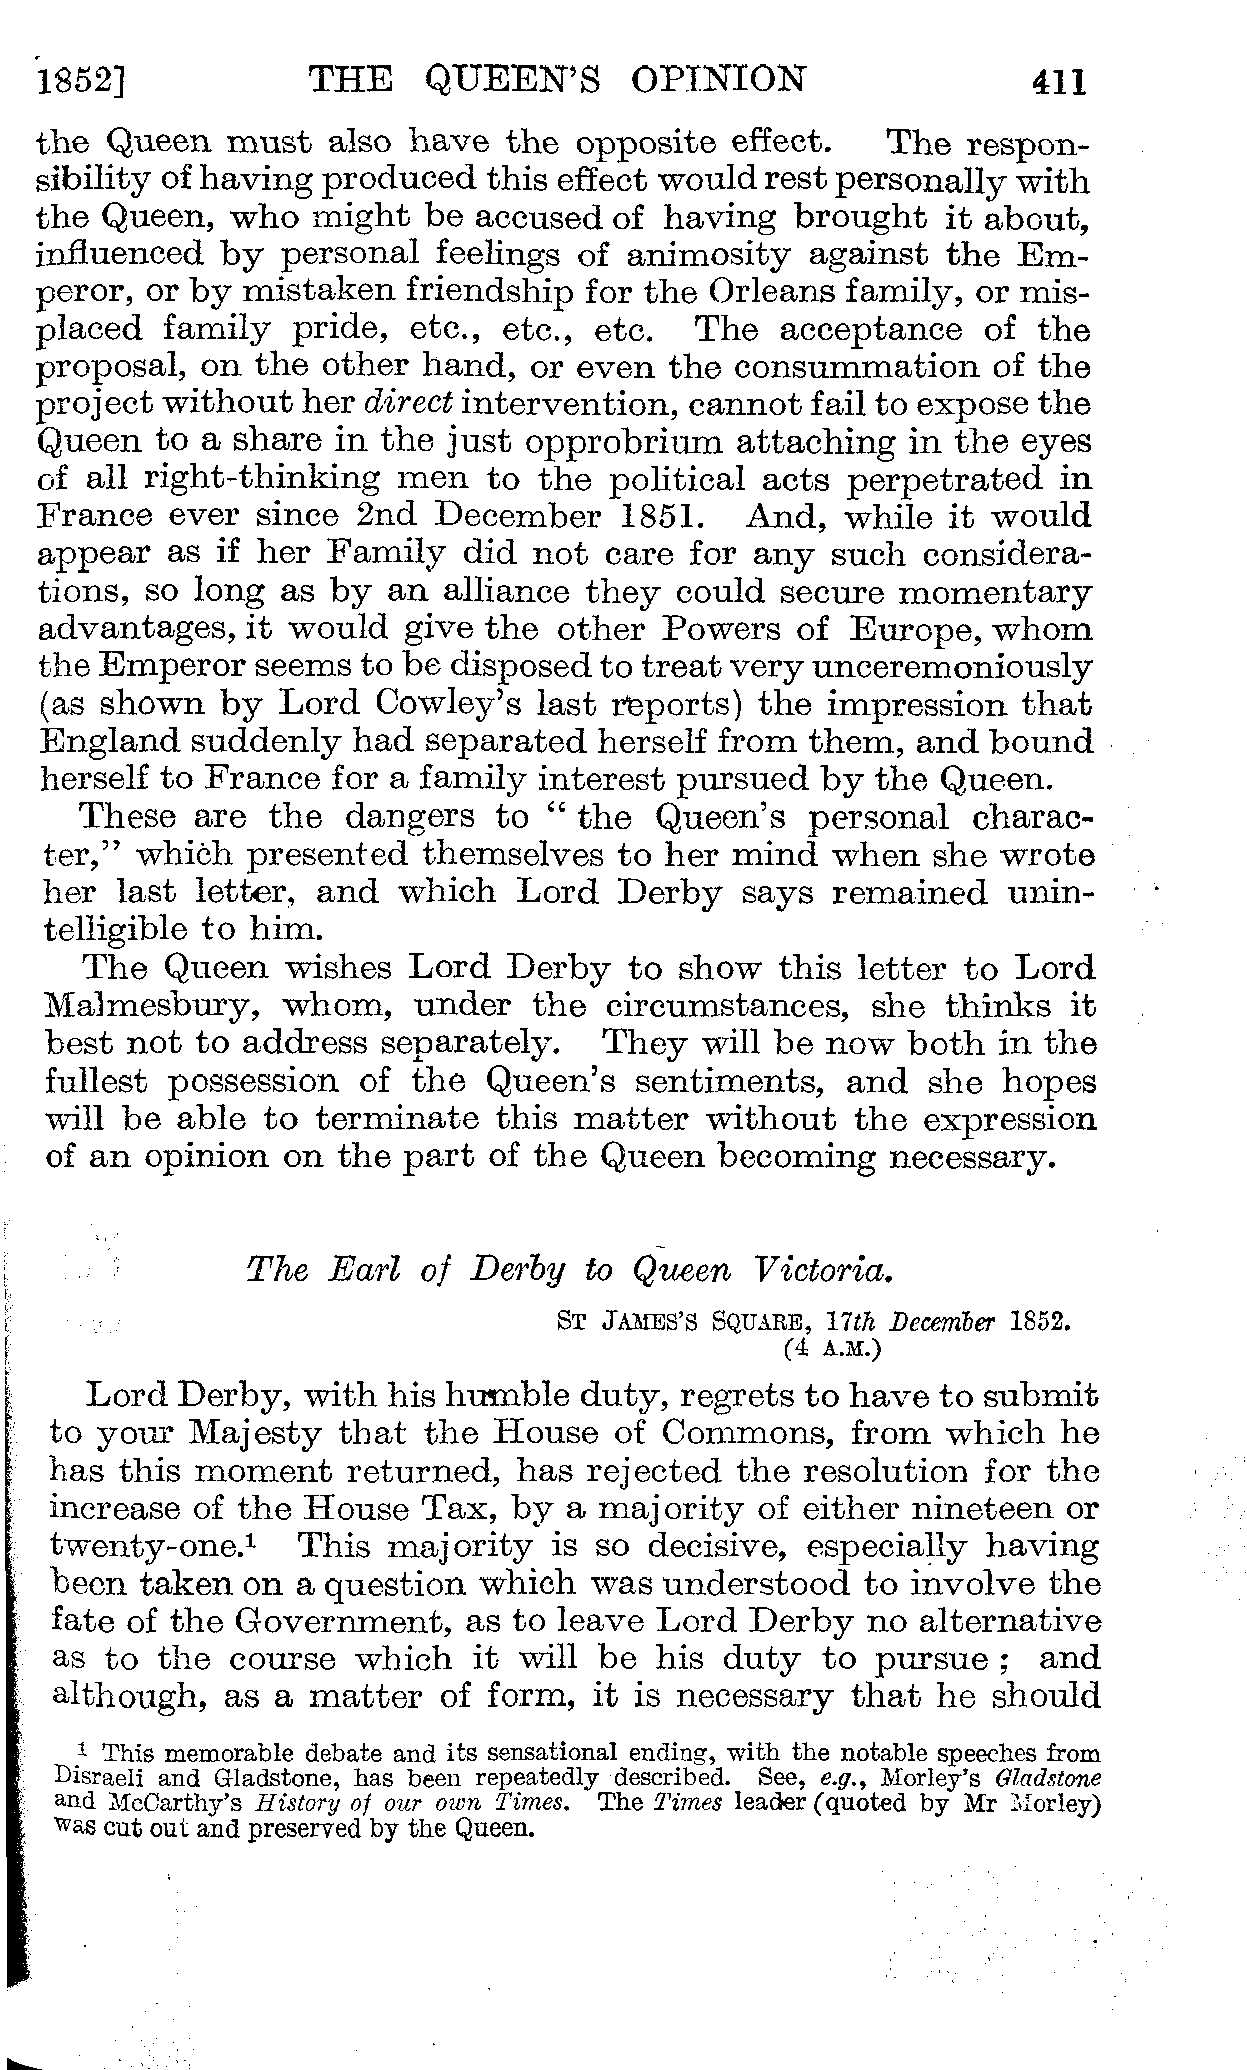 1852] THE QUEEN'S OPINION 411
the Queen must also have the opposite effect. The respon-
sibility of having produced this effect would rest personally with
the Queen, who might be accused of having brought it about,
influenced by personal feelings of animosity against the Em-
peror, or by mistaken friendship for the Orleans family, or mis-
placed family pride, etc., etc., etc. The acceptance of the
proposal, on the other hand, or even the consummation of the
project without her direct intervention, cannot fail to expose the
Queen to a share in the just opprobrium attaching in the eyes
of all right-thinking men to the political acts perpetrated in
France ever since 2nd December 1851. And, while it would
appear as if her Family did not care for any such considera-
tions, so long as by an alliance they could secure momentary
advantages, it would give the other Powers of Europe, whom
the Emperor seems to be disposed to treat very unceremoniously
(as shown by Lord Cowley's last reports) the impression that
England suddenly had separated herself from them, and bound
herself to France for a family interest pursued by the Queen.
These are the dangers to " the Queen's personal charac-
ter," which presented themselves to her mind when she wrote
her last letter, and which Lord Derby says remained unin-
telligible to him.
The Queen wishes Lord Derby to show this letter to Lord
Malmesbury, whom, under the circumstances, she thinks it
best not to address separately. They will be now both in the
fullest possession of the Queen's sentiments, and she hopes
will be able to terminate this matter without the expression
of an opinion on the part of the Queen becoming necessary.
The Earl of Derby to Queen Victoria.
ST JAMES'S SQUARE, 17th December 1852.
(4 A.M.)
Lord Derby, with his humble duty, regrets to have to submit
to your Majesty that the House of Commons, from which he
has this moment returned, has rejected the resolution for the
increase of the House Tax, by a majority of either nineteen or
twenty-one.¹ This majority is so decisive, especially having
been taken on a question which was understood to involve the
fate of the Government, as to leave Lord Derby no alternative
as to the course which it will be his duty to pursue ; and
although, as a matter of form, it is necessary that he should
¹ This memorable debate and its sensational ending, with the notable speeches from
Disraeli and Gladstone, has been repeatedly described. See, e.g., Morley's Gladstone
and McCarthy's History of our own Times. The Times leader (quoted by Mr Morley)
was cut out and preserved by the Queen.